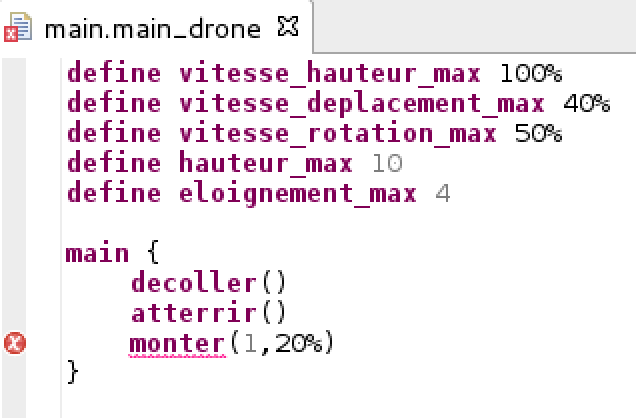 main.main_drone
define vitesse_hauteur_max 100%
define vitesse_deplacement_max 40%
define vitesse_rotation_max 50%
define hauteur_max 10
define eloignement_max 4
main {
decoller()
atterrir()
monter(1,20%)
}